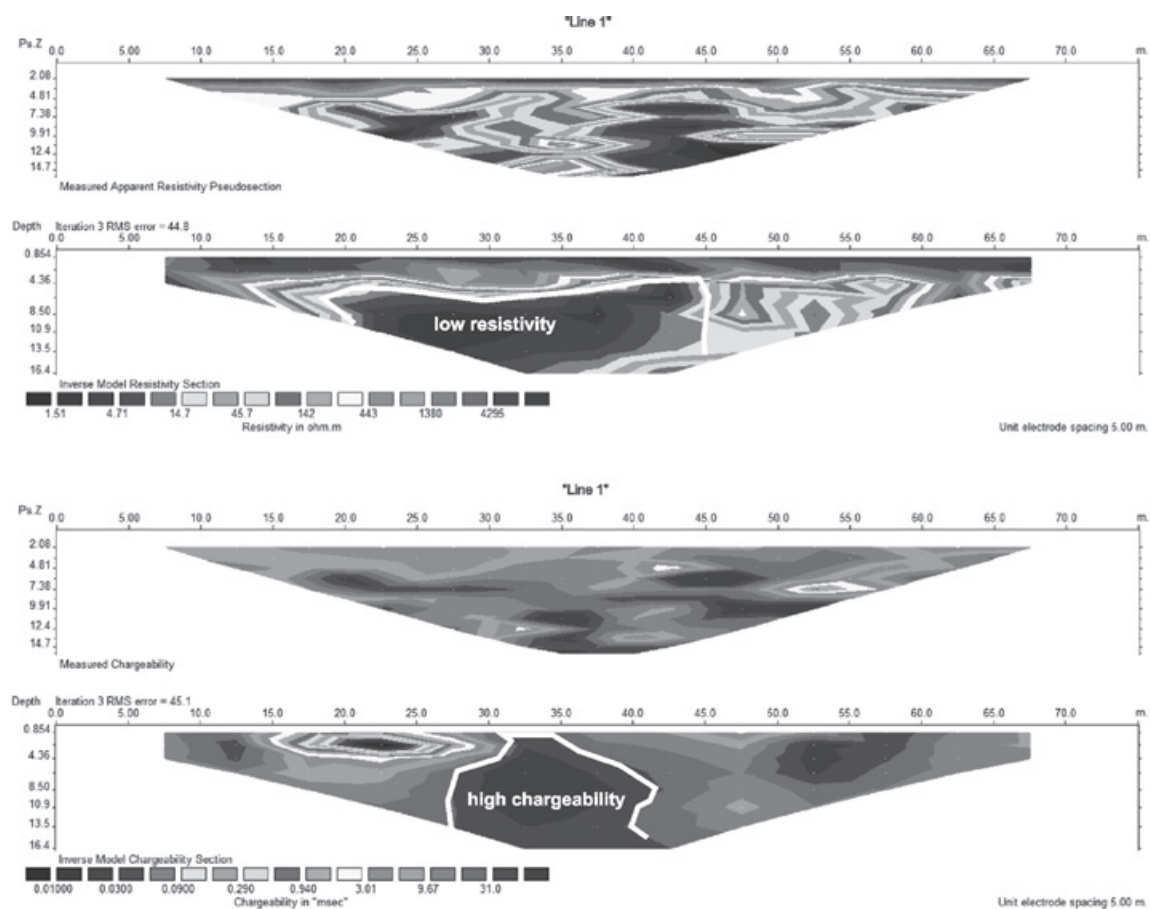 "Line 1"
Ps.Z 0.0 5.00 10.0 15.0 20.0 25.0 30.0 35.0 40.0 45.0 50.0 55.0 60.0 65.0 70.0 m.
2.08
4.81
7.38
9.91
12.4
14.7
Measured Apparent Resistivity Pseudosection
Depth Iteration 3 RMS error = 44.8
0.0 5.00 10.0 15.0 20.0 25.0 30.0 35.0 40.0 45.0 50.0 55.0 60.0 65.0 70.0 m.
0.854
4.36
8.50
low resistivity
10.9
13.5
16.4
Inverse Model Resistivity Section
1.51 4.71 14.7 45.7 142 443 1380 4295
Resistivity in ohm.m
Unit electrode spacing 5.00 m.
"Line 1"
Ps.Z 0.0 5.00 10.0 15.0 20.0 25.0 30.0 35.0 40.0 45.0 50.0 55.0 60.0 65.0 70.0 m.
2.08
4.81
7.38
9.91
12.4
14.7
Measured Chargeability
Depth Iteration 3 RMS error = 45.1
0.0 5.00 10.0 15.0 20.0 25.0 30.0 35.0 40.0 45.0 50.0 55.0 60.0 65.0 70.0 m.
0.854
4.36
8.50
high chargeability
10.9
13.5
16.4
Inverse Model Chargeability Section
0.01000 0.0300 0.0900 0.290 0.940 3.01 9.67 31.0
Chargeability in "msec"
Unit electrode spacing 5.00 m.